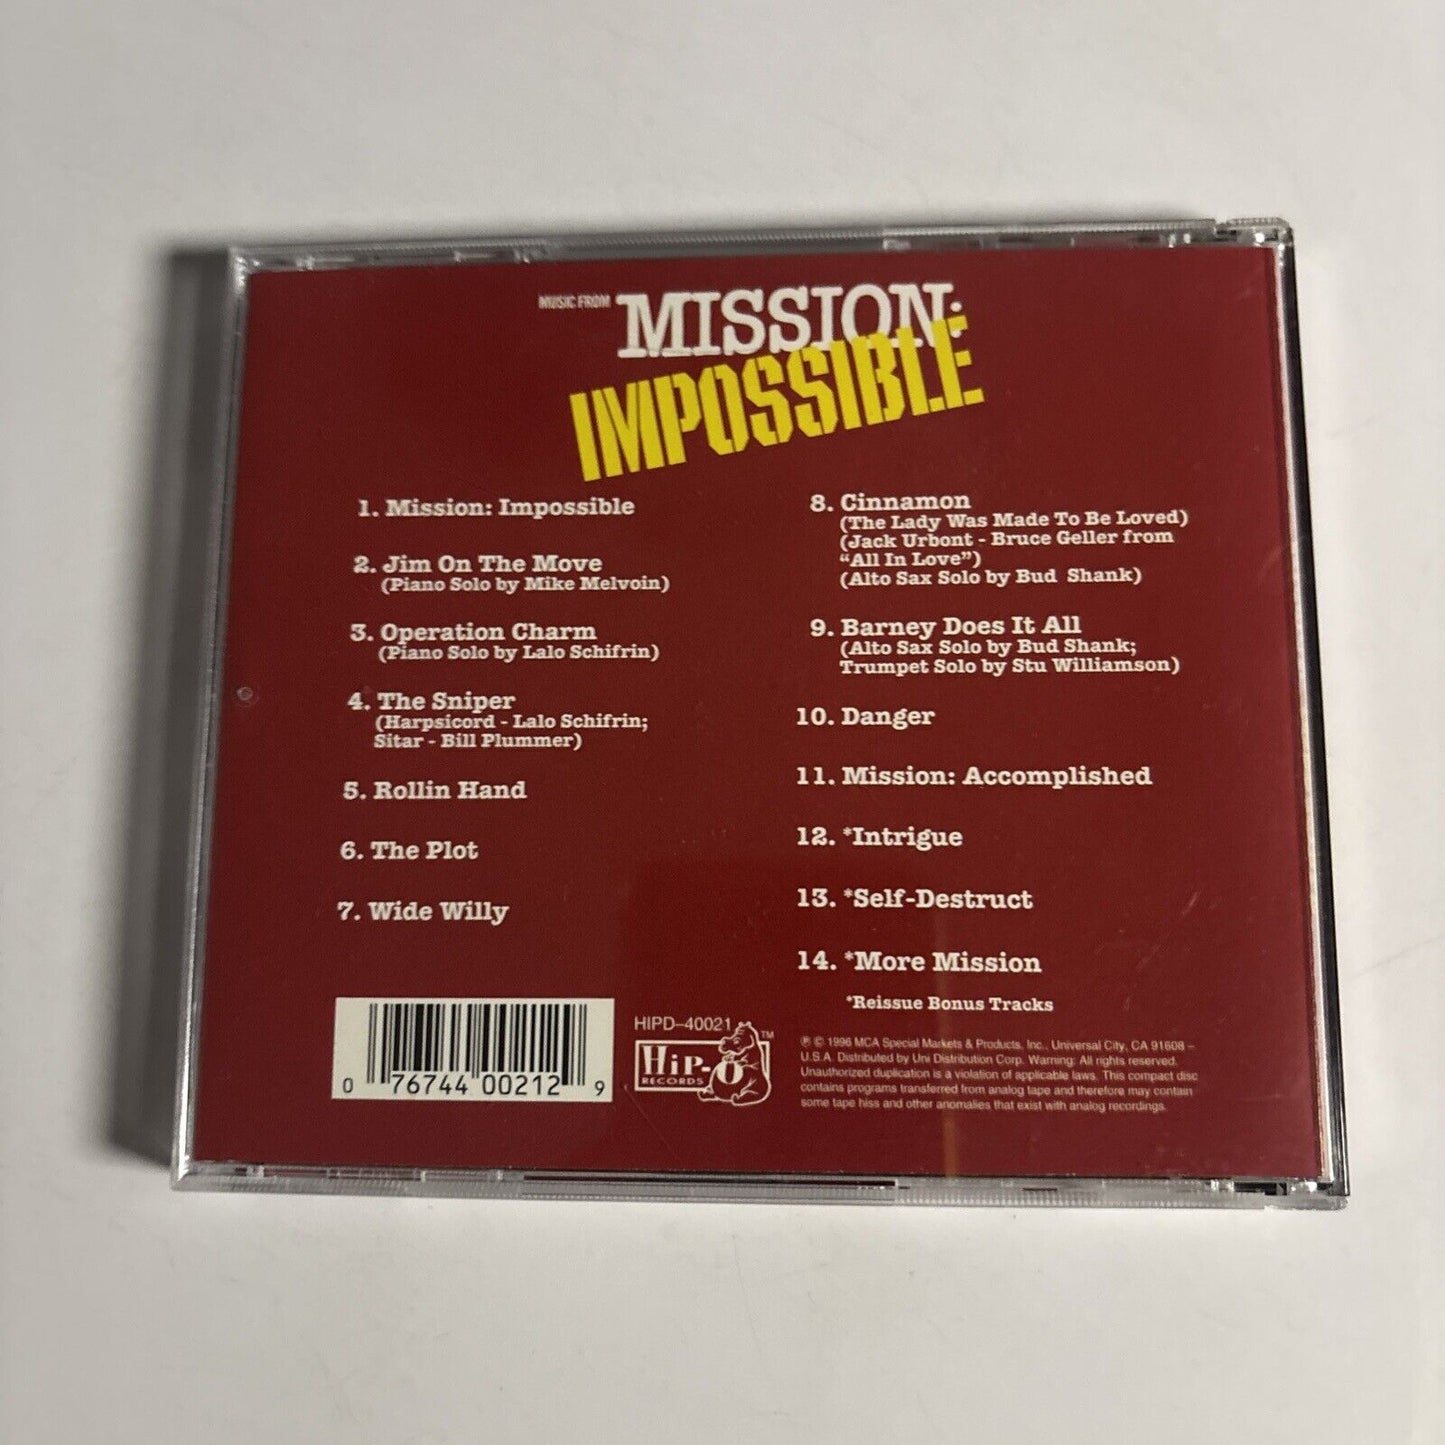 MUSIC FROM MISSION:
IMPOSSIBLE
1. Mission: Impossible
2. Jim On The Move
(Piano Solo by Mike Melvoin)
3. Operation Charm
(Piano Solo by Lalo Schifrin)
4. The Sniper
(Harpsicord - Lalo Schifrin;
Sitar - Bill Plummer)
5. Rollin Hand
6. The Plot
7. Wide Willy
8. Cinnamon
(The Lady Was Made To Be Loved)
(Jack Urbont - Bruce Geller from
“All In Love”)
(Alto Sax Solo by Bud Shank)
9. Barney Does It All
(Alto Sax Solo by Bud Shank;
Trumpet Solo by Stu Williamson)
10. Danger
11. Mission: Accomplished
12. *Intrigue
13. *Self-Destruct
14. *More Mission
*Reissue Bonus Tracks
0 76744 00212 9
HIPD–40021
HIP-O TM
RECORDS
℗ © 1996 MCA Special Markets & Products, Inc., Universal City, CA 91608 –
U.S.A. Distributed by Uni Distribution Corp. Warning: All rights reserved.
Unauthorized duplication is a violation of applicable laws. This compact disc
contains programs transferred from analog tape and therefore may contain
some tape hiss and other anomalies that exist with analog recordings.